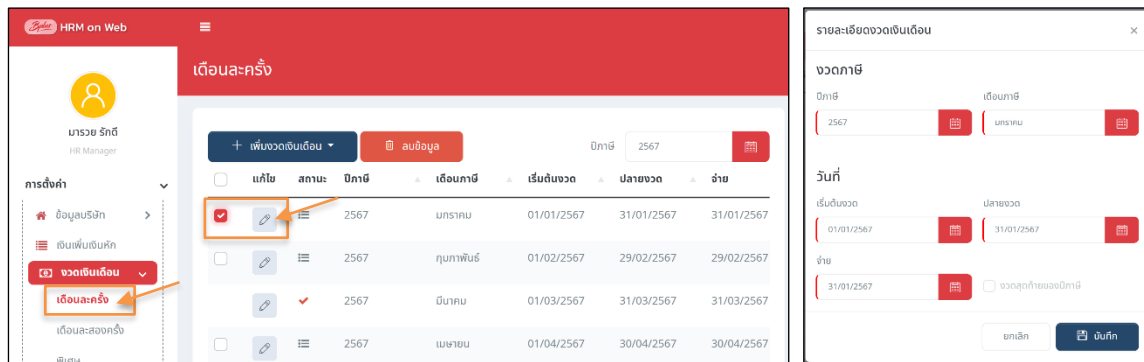 Bplus HRM on Web
มารวย รักดี
HR Manager
การตั้งค่า
ข้อมูลบริษัท
เงินเพิ่มเงินหัก
งวดเงินเดือน
เดือนละครั้ง
เดือนละสองครั้ง
พิเศษ
เดือนละครั้ง
+ เพิ่มงวดเงินเดือน ลบข้อมูล ปีภาษี 2567
แก้ไข สถานะ ปีภาษี เดือนภาษี เริ่มต้นงวด ปลายงวด จ่าย
2567 มกราคม 01/01/2567 31/01/2567 31/01/2567
2567 กุมภาพันธ์ 01/02/2567 29/02/2567 29/02/2567
2567 มีนาคม 01/03/2567 31/03/2567 31/03/2567
2567 เมษายน 01/04/2567 30/04/2567 30/04/2567
รายละเอียดงวดเงินเดือน ×
งวดภาษี
ปีภาษี เดือนภาษี
2567 มกราคม
วันที่
เริ่มต้นงวด ปลายงวด
01/01/2567 31/01/2567
จ่าย
31/01/2567 งวดสุดท้ายของปีภาษี
ยกเลิก บันทึก